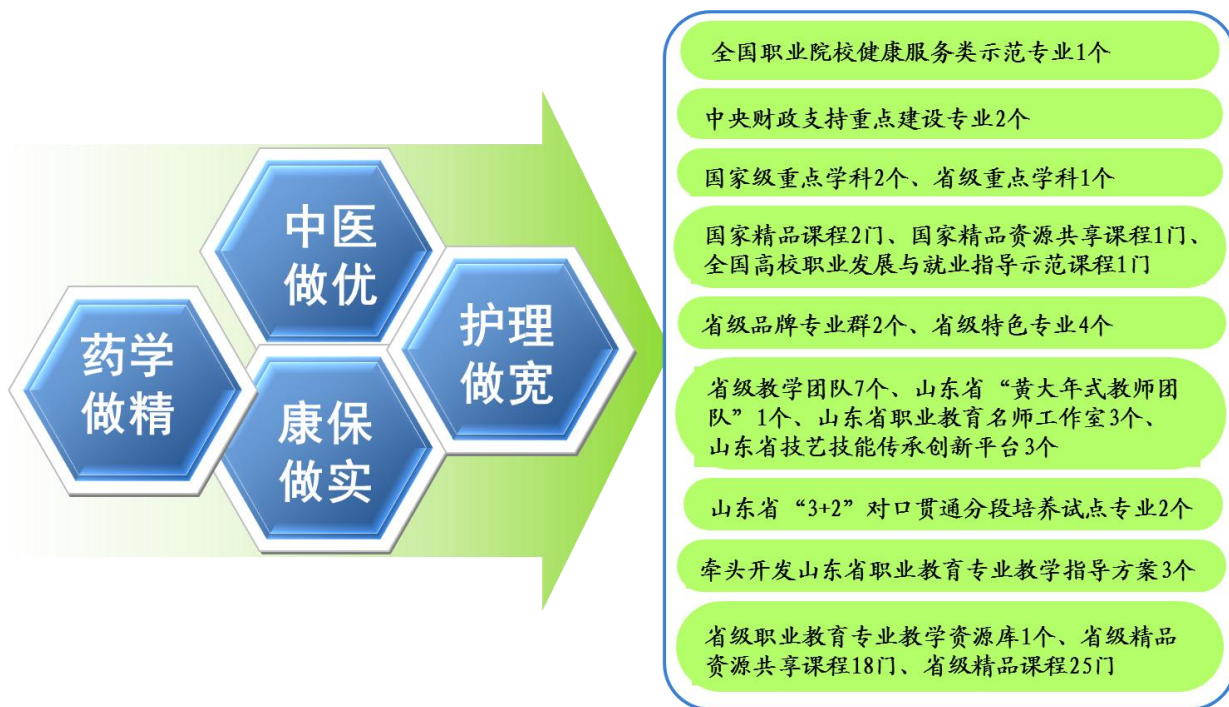 药学
做精
中医
做优
康保
做实
护理
做宽
全国职业院校健康服务类示范专业1个
中央财政支持重点建设专业2个
国家级重点学科2个、省级重点学科1个
国家精品课程2门、国家精品资源共享课程1门、
全国高校职业发展与就业指导示范课程1门
省级品牌专业群2个、省级特色专业4个
省级教学团队7个、山东省“黄大年式教师团
队”1个、山东省职业教育名师工作室3个、
山东省技艺技能传承创新平台3个
山东省“3+2”对口贯通分段培养试点专业2个
牵头开发山东省职业教育专业教学指导方案3个
省级职业教育专业教学资源库1个、省级精品
资源共享课程18门、省级精品课程25门